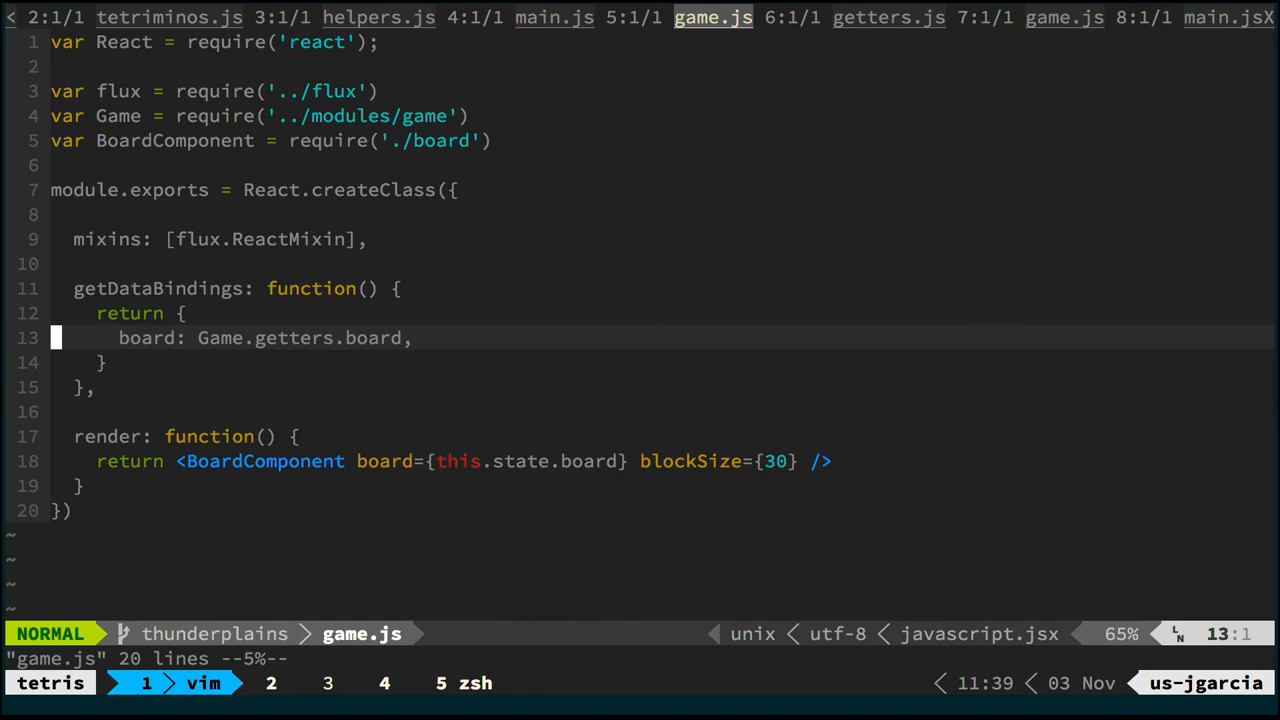 < 2:1/1 tetriminos.js 3:1/1 helpers.js 4:1/1 main.js 5:1/1 game.js 6:1/1 getters.js 7:1/1 game.js 8:1/1 main.jsX
1 var React = require('react');
2
3 var flux = require('../flux')
4 var Game = require('../modules/game')
5 var BoardComponent = require('./board')
6
7 module.exports = React.createClass({
8
9   mixins: [flux.ReactMixin],
10
11   getDataBindings: function() {
12     return {
13       board: Game.getters.board,
14     }
15   },
16
17   render: function() {
18     return <BoardComponent board={this.state.board} blockSize={30} />
19   }
20 })
~
~
~
~
NORMAL thunderplains game.js unix utf-8 javascript.jsx 65% LN 13:1
"game.js" 20 lines --5%--
tetris 1 vim 2 3 4 5 zsh 11:39 03 Nov us-jgarcia